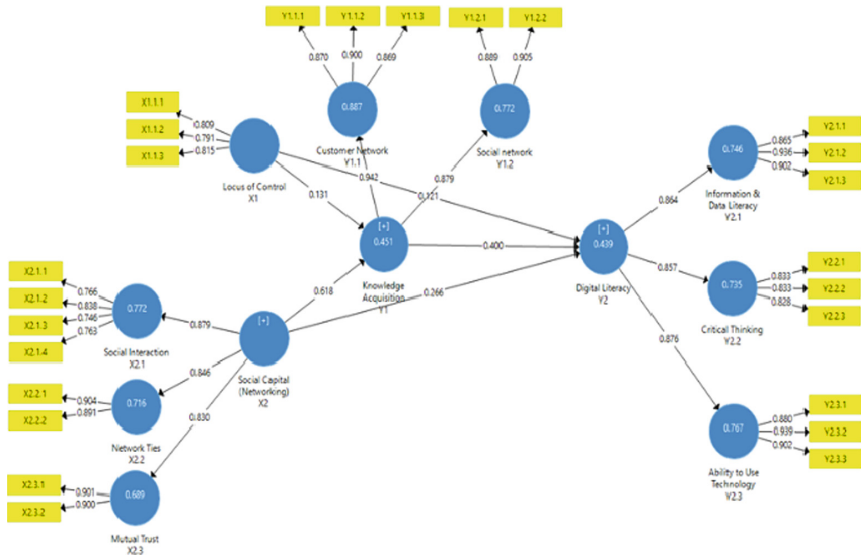 Y1.1.1
Y1.1.2
Y1.1.3
Y1.2.1
Y1.2.2
0.870
0.900
0.869
0.889
0.905
X1.1.1
X1.1.2
X1.1.3
0.809
0.791
0.815
0.887
Customer Network
Y1.1
0.772
Social network
Y1.2
Locus of Control
X1
0.131
0.942
0.879
0.121
0.746
Information &
Data Literacy
Y2.1
0.865
0.936
0.902
Y2.1.1
Y2.1.2
Y2.1.3
0.864
[+]
0.451
Knowledge
Acquisition
Y1
0.400
[+]
0.439
Digital Literacy
Y2
0.618
0.266
0.857
0.735
Critical Thinking
Y2.2
0.833
0.833
0.828
Y2.2.1
Y2.2.2
Y2.2.3
X2.1.1
X2.1.2
X2.1.3
X2.1.4
0.766
0.838
0.746
0.763
0.772
Social Interaction
X2.1
0.879
[+]
Social Capital
(Networking)
X2
0.846
0.830
0.876
X2.2.1
X2.2.2
0.904
0.891
0.716
Network Ties
X2.2
0.767
Ability to Use
Technology
Y2.3
0.880
0.939
0.902
Y2.3.1
Y2.3.2
Y2.3.3
X2.3.1
X2.3.2
0.901
0.900
0.689
Mutual Trust
X2.3